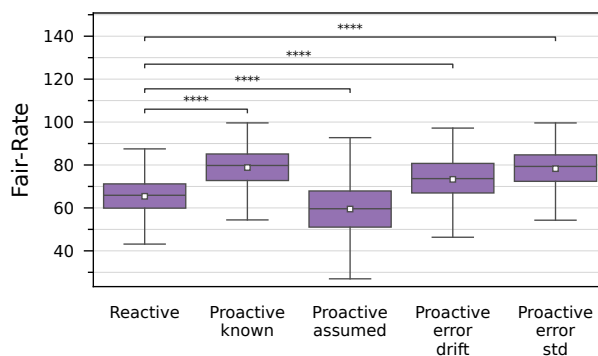 140
120
100
80
60
40
Fair-Rate
****
****
****
****
Reactive
Proactive
known
Proactive
assumed
Proactive
error
drift
Proactive
error
std